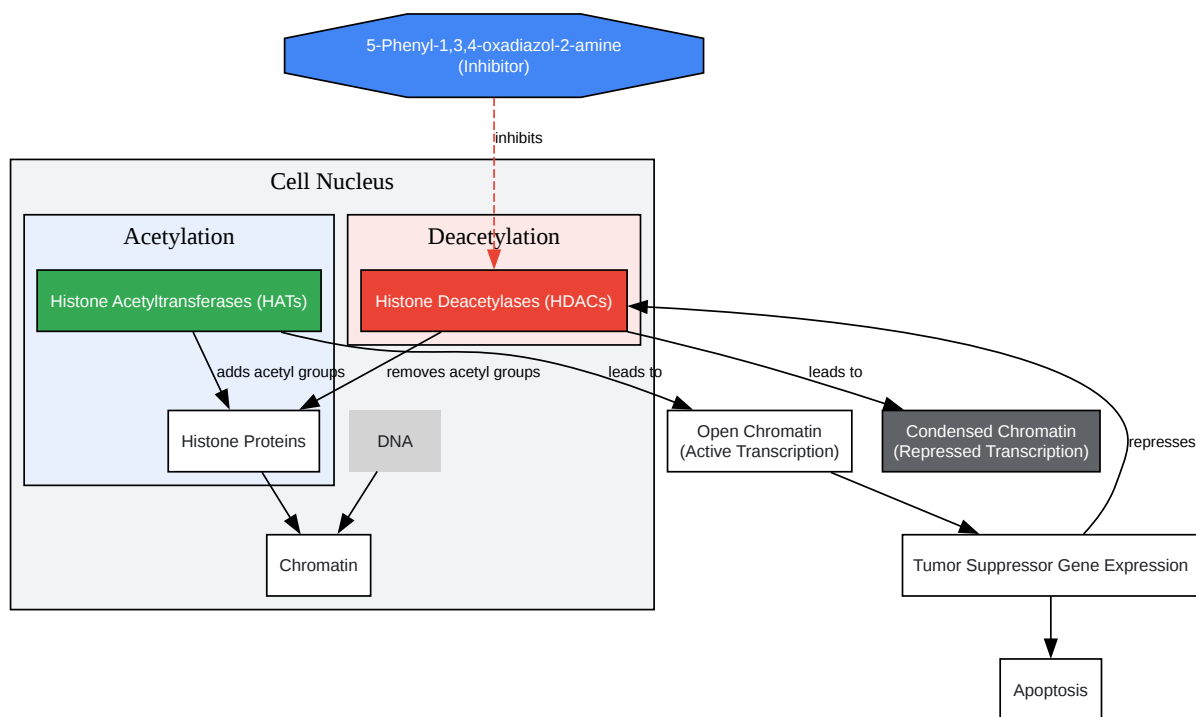 5-Phenyl-1,3,4-oxadiazol-2-amine
(Inhibitor)
inhibits
Cell Nucleus
Acetylation
Deacetylation
Histone Acetyltransferases (HATs)
Histone Deacetylases (HDACs)
adds acetyl groups
removes acetyl groups
leads to
leads to
Histone Proteins
DNA
Open Chromatin
(Active Transcription)
Condensed Chromatin
(Repressed Transcription)
represses
Chromatin
Tumor Suppressor Gene Expression
Apoptosis